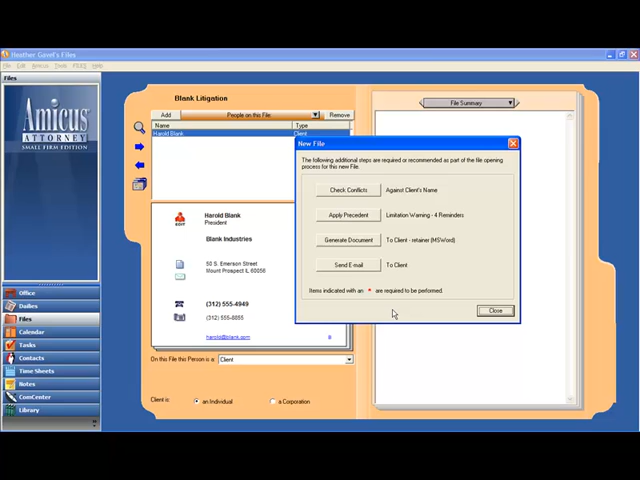 Heather Govel's Files
File Edit Amicus Tools FILES Help
Files
Amicus
ATTORNEY
SMALL FIRM EDITION
Office
Dailies
Files
Calendar
Tasks
Contacts
Time Sheets
Notes
ComCenter
Library
Blank Litigation
Add
People on this File
Remove
Name
Type
Harold Blank
Client
EDIT
Harold Blank
President
Blank Industries
50 S. Emerson Street
Mount Prospect IL 60056
(312) 555-4949
(312) 555-8855
harold@blank.com
On this File this Person is a:
Client
Client is:
an Individual
a Corporation
File Summary
New File
The following additional steps are required or recommended as part of the file opening
process for this new File.
Check Conflicts
Against Client's Name
Apply Precedent
Limitation Warning - 4 Reminders
Generate Document
To Client - retainer (MSWord)
Send E-mail
To Client
Items indicated with an * are required to be performed.
Close